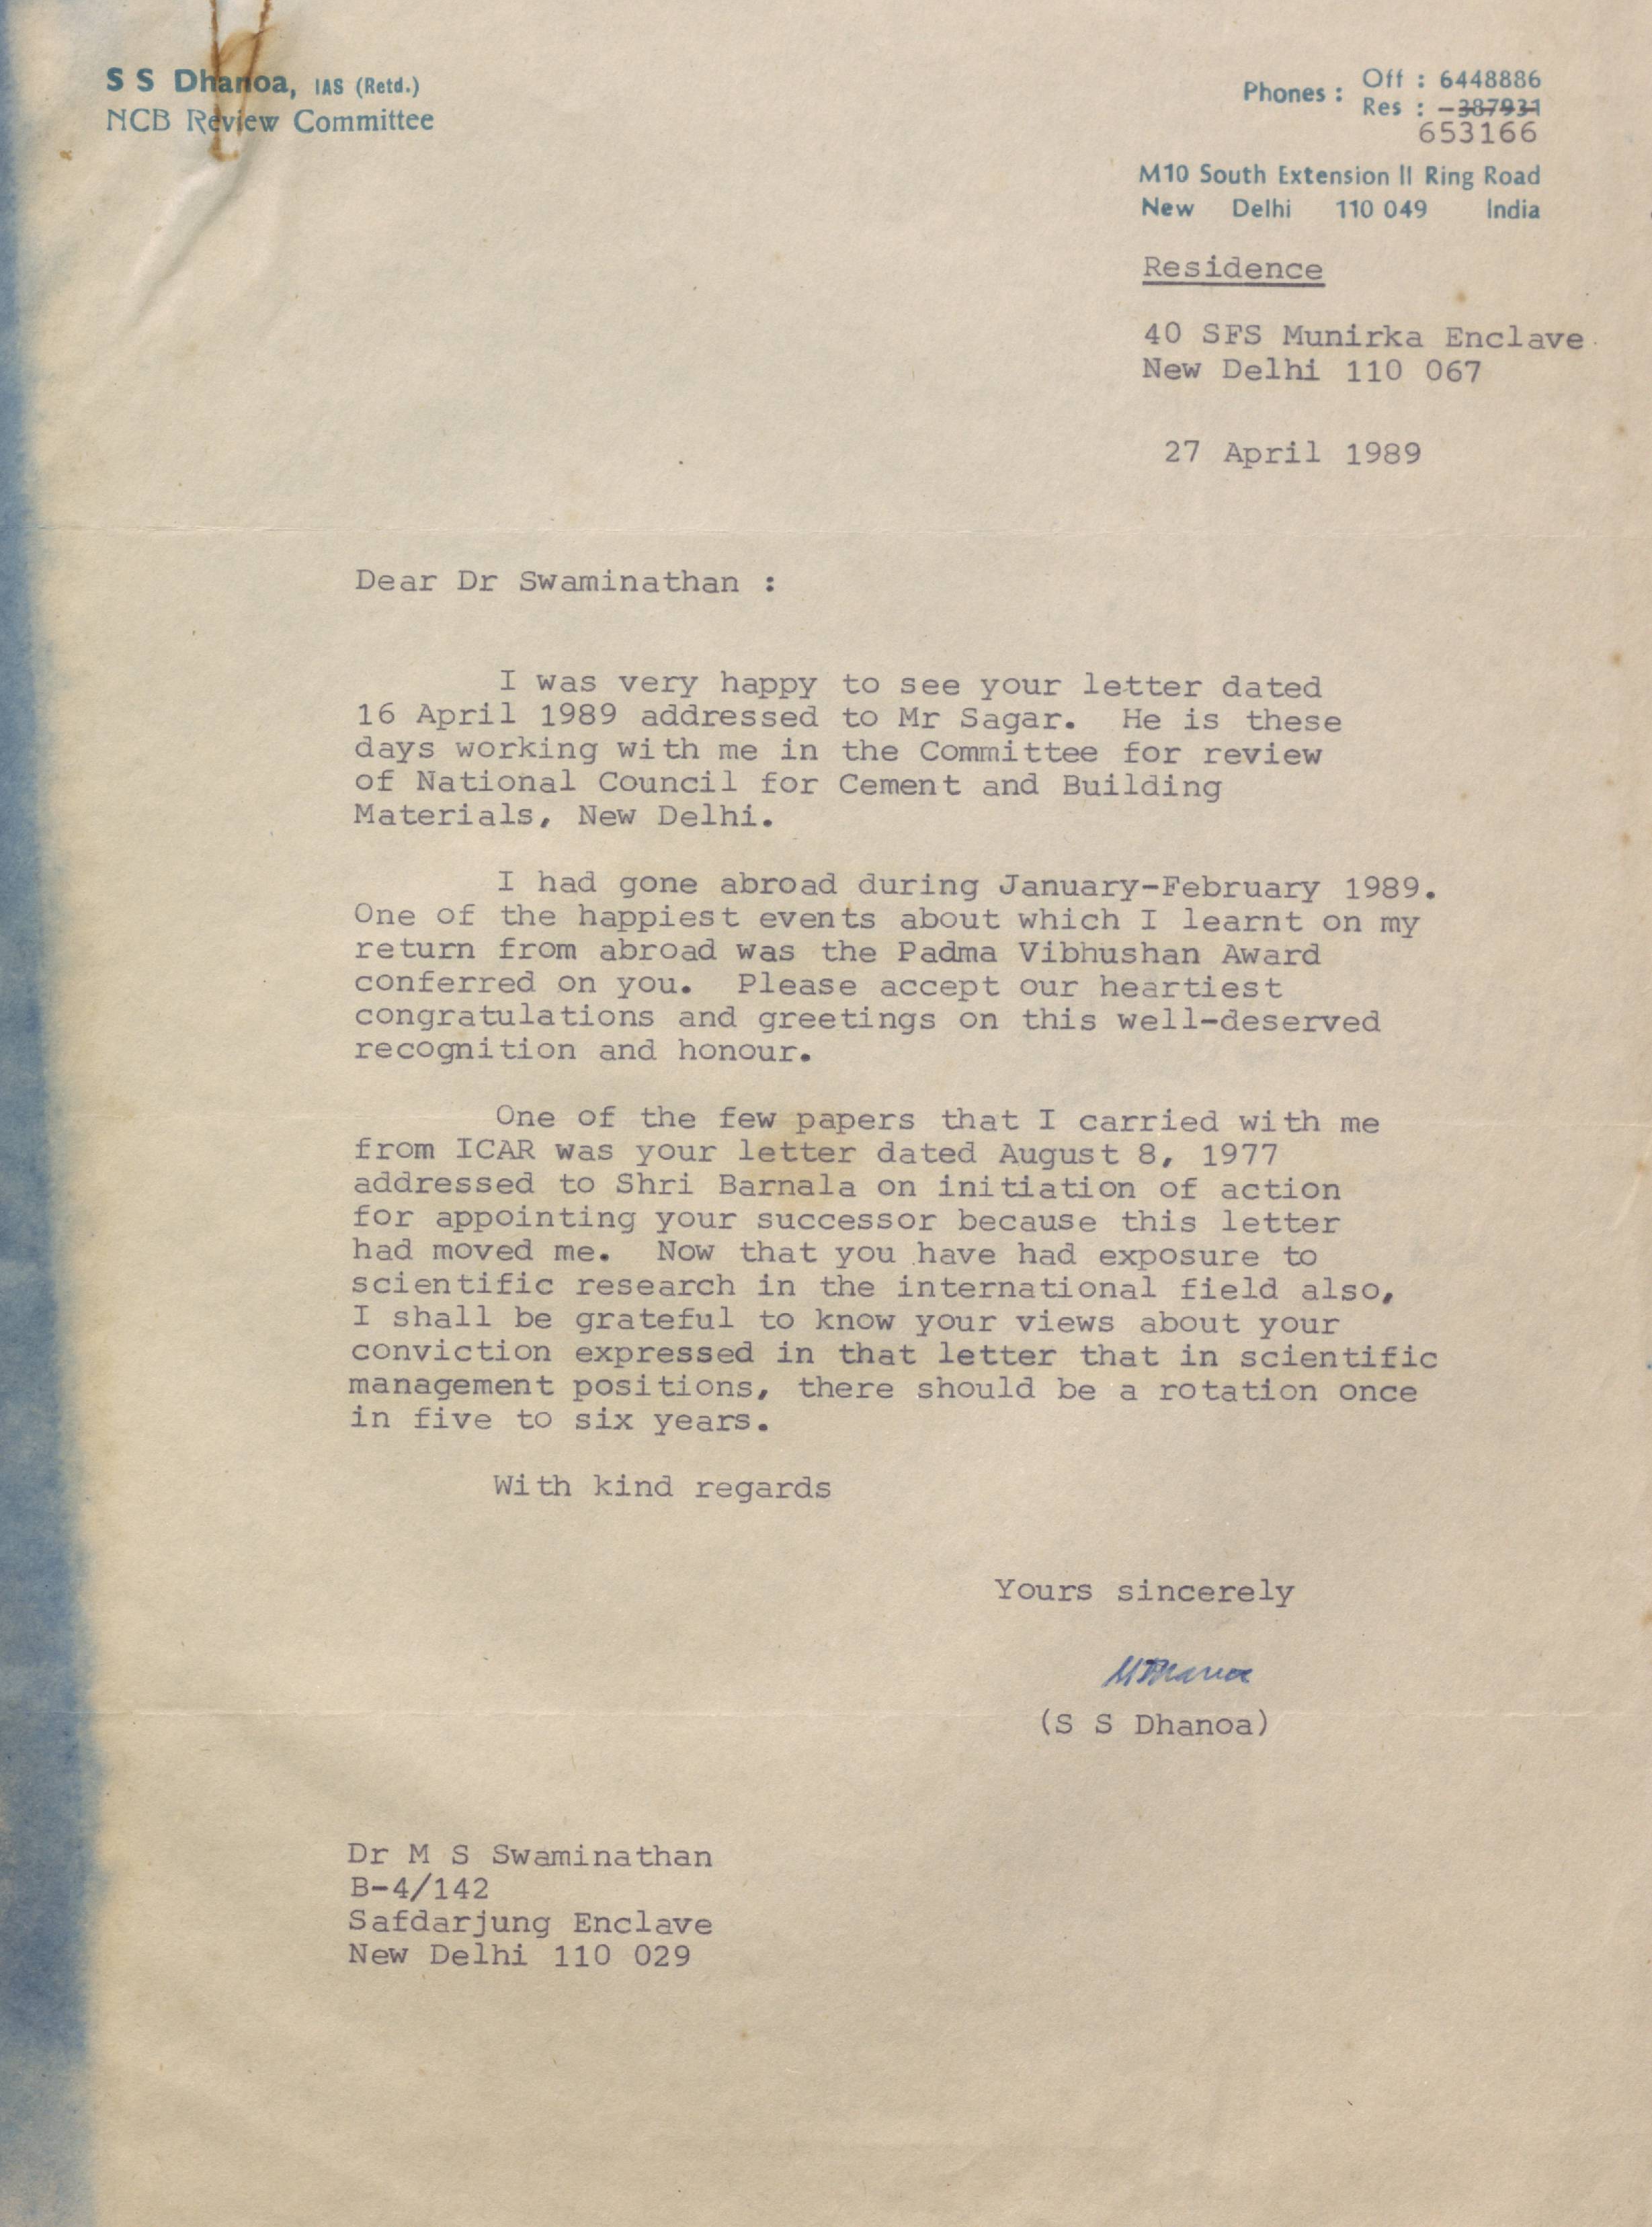 S S Dhanoa, IAS (Retd.)
NCB Review Committee
Phones : Off : 6448886
Res : 387931
653166
M10 South Extension II Ring Road
New Delhi 110 049 India
Residence
40 SFS Munirka Enclave
New Delhi 110 067
27 April 1989
Dear Dr Swaminathan :
I was very happy to see your letter dated
16 April 1989 addressed to Mr Sagar. He is these
days working with me in the Committee for review
of National Council for Cement and Building
Materials, New Delhi.
I had gone abroad during January-February 1989.
One of the happiest events about which I learnt on my
return from abroad was the Padma Vibhushan Award
conferred on you. Please accept our heartiest
congratulations and greetings on this well-deserved
recognition and honour.
One of the few papers that I carried with me
from ICAR was your letter dated August 8, 1977
addressed to Shri Barnala on initiation of action
for appointing your successor because this letter
had moved me. Now that you have had exposure to
scientific research in the international field also,
I shall be grateful to know your views about your
conviction expressed in that letter that in scientific
management positions, there should be a rotation once
in five to six years.
With kind regards
Yours sincerely
(S S Dhanoa)
Dr M S Swaminathan
B-4/142
Safdarjung Enclave
New Delhi 110 029